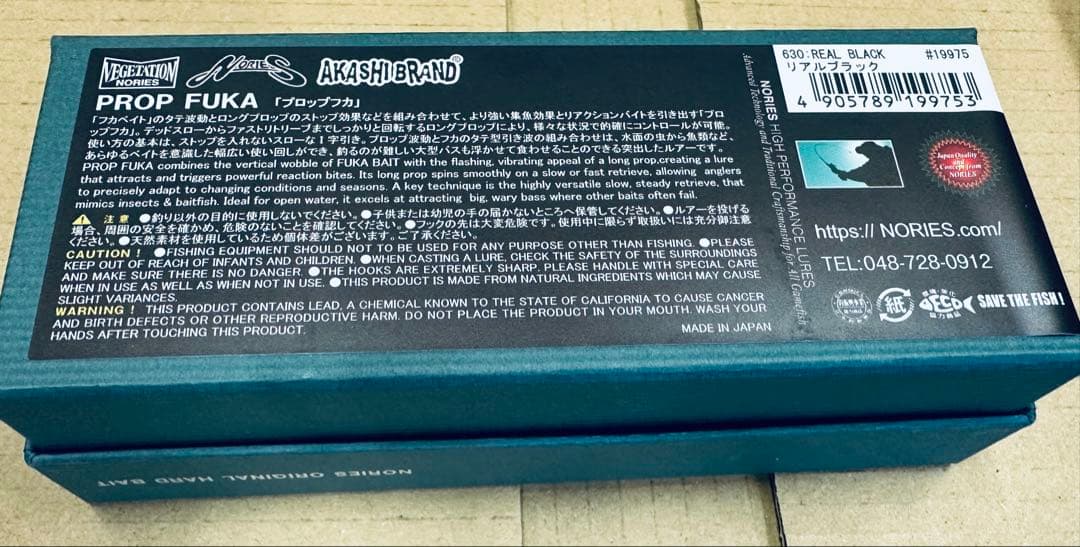 VEGETATION
NORIES
NORIES
AKASHI BRAND®
PROP FUKA 「プロップフカ」
「フカベイト」のタテ波動とロングプロップのストップ効果などを組み合わせて、より強い集魚効果とリアクションバイトを引き出す「プロ
ップフカ」。デッドスローからファストリトリーブまでしっかりと回転するロングプロップにより、様々な状況で的確にコントロールが可能。
使い方の基本は、ストップを入れないスローなI字引き。プロップ波動とフカのタテ型引き波の組み合わせは、水面の虫から魚類など、
あらゆるベイトを意識した幅広い使い回しができ、釣るのが難しい大型バスも浮かせて食わせることのできる突出したルアーです。
PROP FUKA combines the vertical wobble of FUKA BAIT with the flashing, vibrating appeal of a long prop,creating a lure
that attracts and triggers powerful reaction bites. Its long prop spins smoothly on a slow or fast retrieve, allowing anglers
to precisely adapt to changing conditions and seasons. A key technique is the highly versatile slow, steady retrieve, that
mimics insects & baitfish. Ideal for open water, it excels at attracting big, wary bass where other baits often fail.
注意 ●釣り以外の目的に使用しないでください。●子供または幼児の手の届かないところへ保管してください。●ルアーを投げる
場合、周囲の安全を確かめ、危険のないことを確認してください。●フックの先は大変危険です。使用中に限らず取扱いには充分御注意
ください。●天然素材を使用しているため個体差がございます。ご了承ください。
CAUTION ! ●FISHING EQUIPMENT SHOULD NOT TO BE USED FOR ANY PURPOSE OTHER THAN FISHING. ●PLEASE
KEEP OUT OF REACH OF INFANTS AND CHILDREN. ●WHEN CASTING A LURE, CHECK THE SAFETY OF THE SURROUNDINGS
AND MAKE SURE THERE IS NO DANGER. ●THE HOOKS ARE EXTREMELY SHARP. PLEASE HANDLE WITH SPECIAL CARE
WHEN IN USE AS WELL AS WHEN NOT IN USE. ●THIS PRODUCT IS MADE FROM NATURAL INGREDIENTS WHICH MAY CAUSE
SLIGHT VARIANCES.
WARNING ! THIS PRODUCT CONTAINS LEAD, A CHEMICAL KNOWN TO THE STATE OF CALIFORNIA TO CAUSE CANCER
AND BIRTH DEFECTS OR OTHER REPRODUCTIVE HARM. DO NOT PLACE THE PRODUCT IN YOUR MOUTH. WASH YOUR
HANDS AFTER TOUCHING THIS PRODUCT.
MADE IN JAPAN
NORIES HIGH PERFORMANCE LURES
Advanced Technology and Traditional Craftsmanship for All Gamefish
630:REAL BLACK #19975
リアルブラック
4 905789 199753
Japan Quality
and
Concept from
NORIES
https// NORIES.com/
TEL:048-728-0912
紙
SAVE THE FISH !
NORIES ORIGINAL HARD BAIT